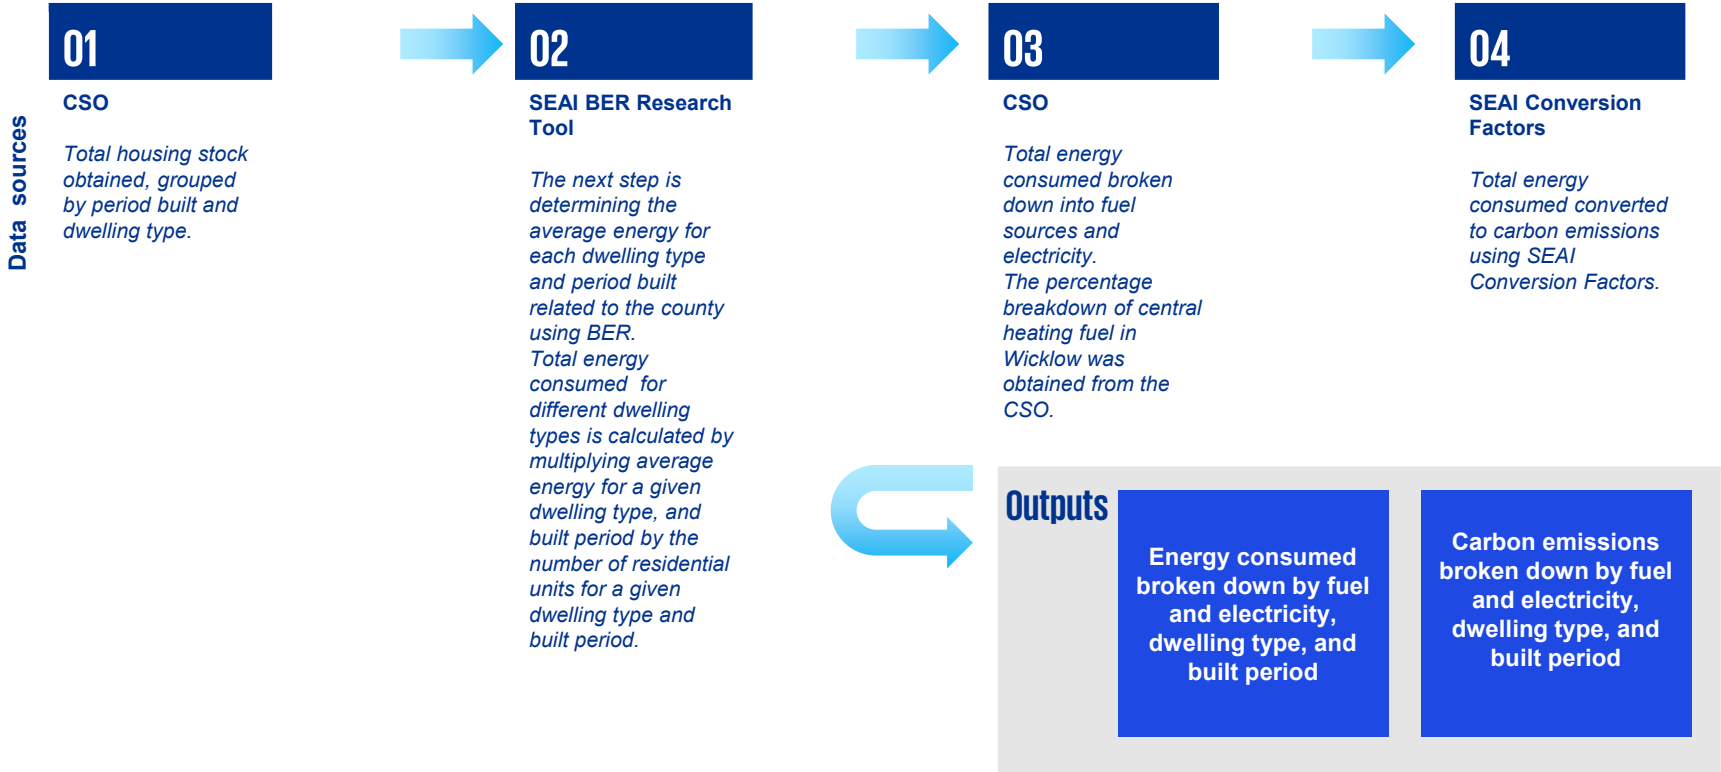 Data sources
01
CSO
Total housing stock
obtained, grouped
by period built and
dwelling type.
02
SEAI BER Research
Tool
The next step is
determining the
average energy for
each dwelling type
and period built
related to the county
using BER.
Total energy
consumed for
different dwelling
types is calculated by
multiplying average
energy for a given
dwelling type, and
built period by the
number of residential
units for a given
dwelling type and
built period.
03
CSO
Total energy
consumed broken
down into fuel
sources and
electricity.
The percentage
breakdown of central
heating fuel in
Wicklow was
obtained from the
CSO.
04
SEAI Conversion
Factors
Total energy
consumed converted
to carbon emissions
using SEAI
Conversion Factors.
Outputs
Energy consumed
broken down by fuel
and electricity,
dwelling type, and
built period
Carbon emissions
broken down by fuel
and electricity,
dwelling type, and
built period